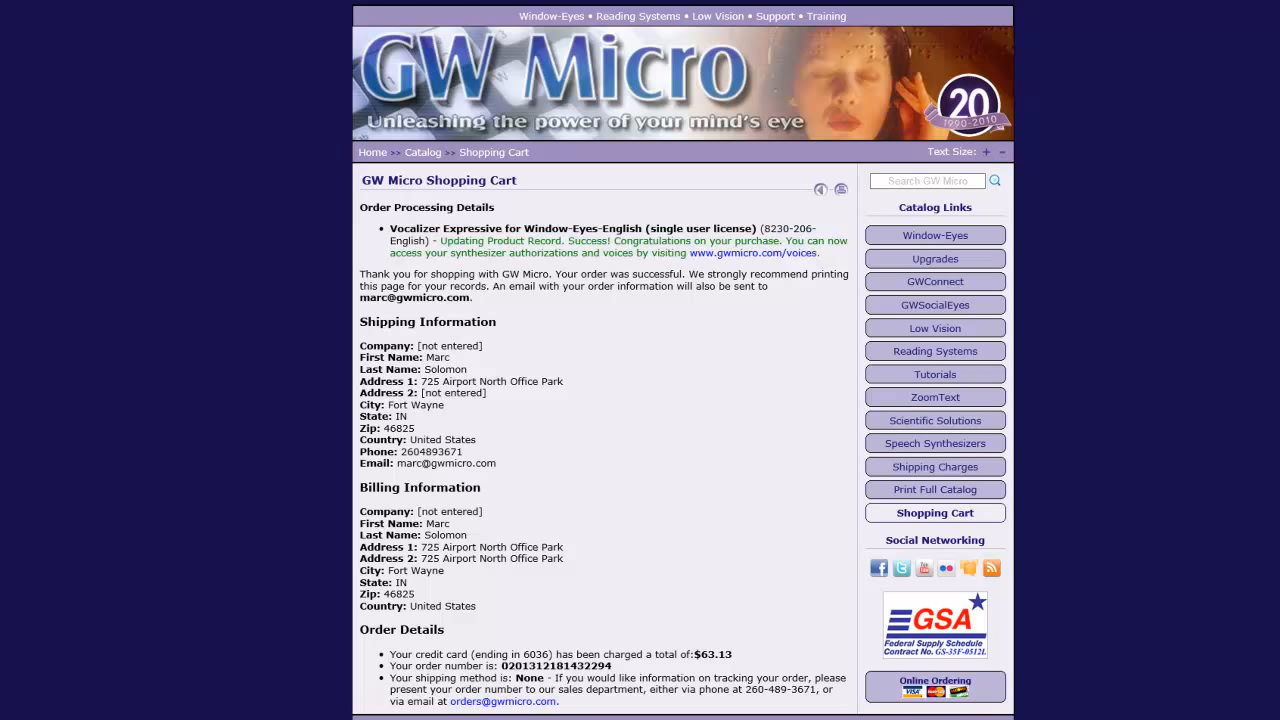 Window-Eyes • Reading Systems • Low Vision • Support • Training
GW Micro
Unleashing the power of your mind's eye
20
1990-2010
Home >> Catalog >> Shopping Cart
Text Size: + -
GW Micro Shopping Cart
Order Processing Details
• Vocalizer Expressive for Window-Eyes-English (single user license) (8230-206-
English) - Updating Product Record. Success! Congratulations on your purchase. You can now
access your synthesizer authorizations and voices by visiting www.gwmicro.com/voices.
Thank you for shopping with GW Micro. Your order was successful. We strongly recommend printing
this page for your records. An email with your order information will also be sent to
marc@gwmicro.com.
Shipping Information
Company: [not entered]
First Name: Marc
Last Name: Solomon
Address 1: 725 Airport North Office Park
Address 2: [not entered]
City: Fort Wayne
State: IN
Zip: 46825
Country: United States
Phone: 2604893671
Email: marc@gwmicro.com
Billing Information
Company: [not entered]
First Name: Marc
Last Name: Solomon
Address 1: 725 Airport North Office Park
Address 2: 725 Airport North Office Park
City: Fort Wayne
State: IN
Zip: 46825
Country: United States
Order Details
• Your credit card (ending in 6036) has been charged a total of:$63.13
• Your order number is: 0201312181432294
• Your shipping method is: None - If you would like information on tracking your order, please
present your order number to our sales department, either via phone at 260-489-3671, or
via email at orders@gwmicro.com.
Search GW Micro
Catalog Links
Window-Eyes
Upgrades
GWConnect
GWSocialEyes
Low Vision
Reading Systems
Tutorials
ZoomText
Scientific Solutions
Speech Synthesizers
Shipping Charges
Print Full Catalog
Shopping Cart
Social Networking
GSA
Federal Supply Schedule
Contract No. GS-35F-0512L
Online Ordering
VISA